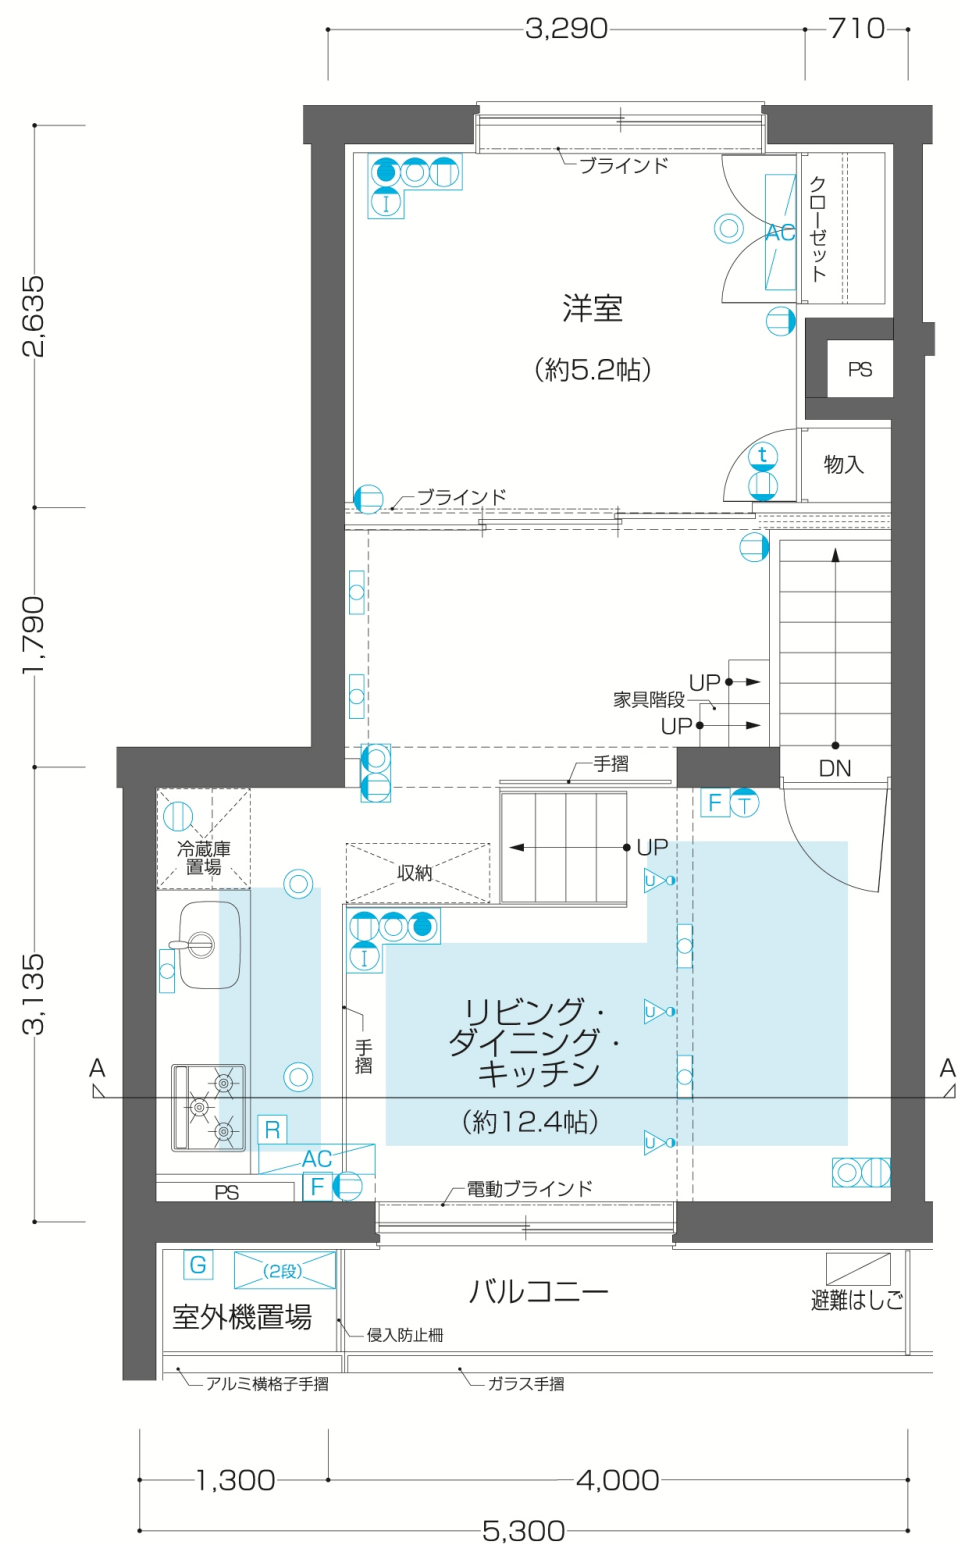 3,290
710
ブラインド
クローゼット
AC
2,635
洋室
(約5.2帖)
PS
I
t
物入
ブラインド
1,790
UP
家具階段
UP
手摺
DN
F
T
冷蔵庫
置場
収納
UP
U
I
3,135
リビング・
ダイニング・
キッチン
(約12.4帖)
U
手摺
A
A
R
AC
U
F
PS
電動ブラインド
G
(2段)
バルコニー
室外機置場
避難はしご
侵入防止柵
アルミ横格子手摺
ガラス手摺
1,300
4,000
5,300